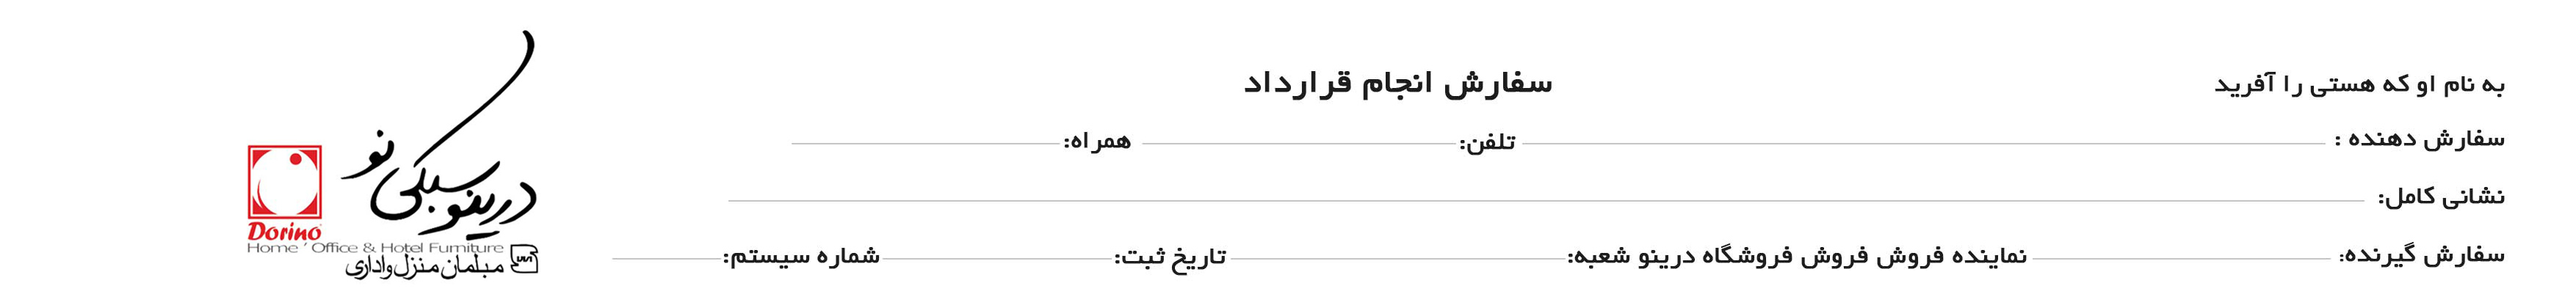 به نام او که هستی را آفرید
سفارش انجام قرارداد
سفارش دهنده :
تلفن:
همراه:
نشانی کامل:
سفارش گیرنده:
نماینده فروش فروش فروشگاه درینو شعبه:
تاریخ ثبت:
شماره سیستم:
درینو سبکی نو
Dorino
Home ' Office & Hotel Furniture
مبلمان منزل واداری